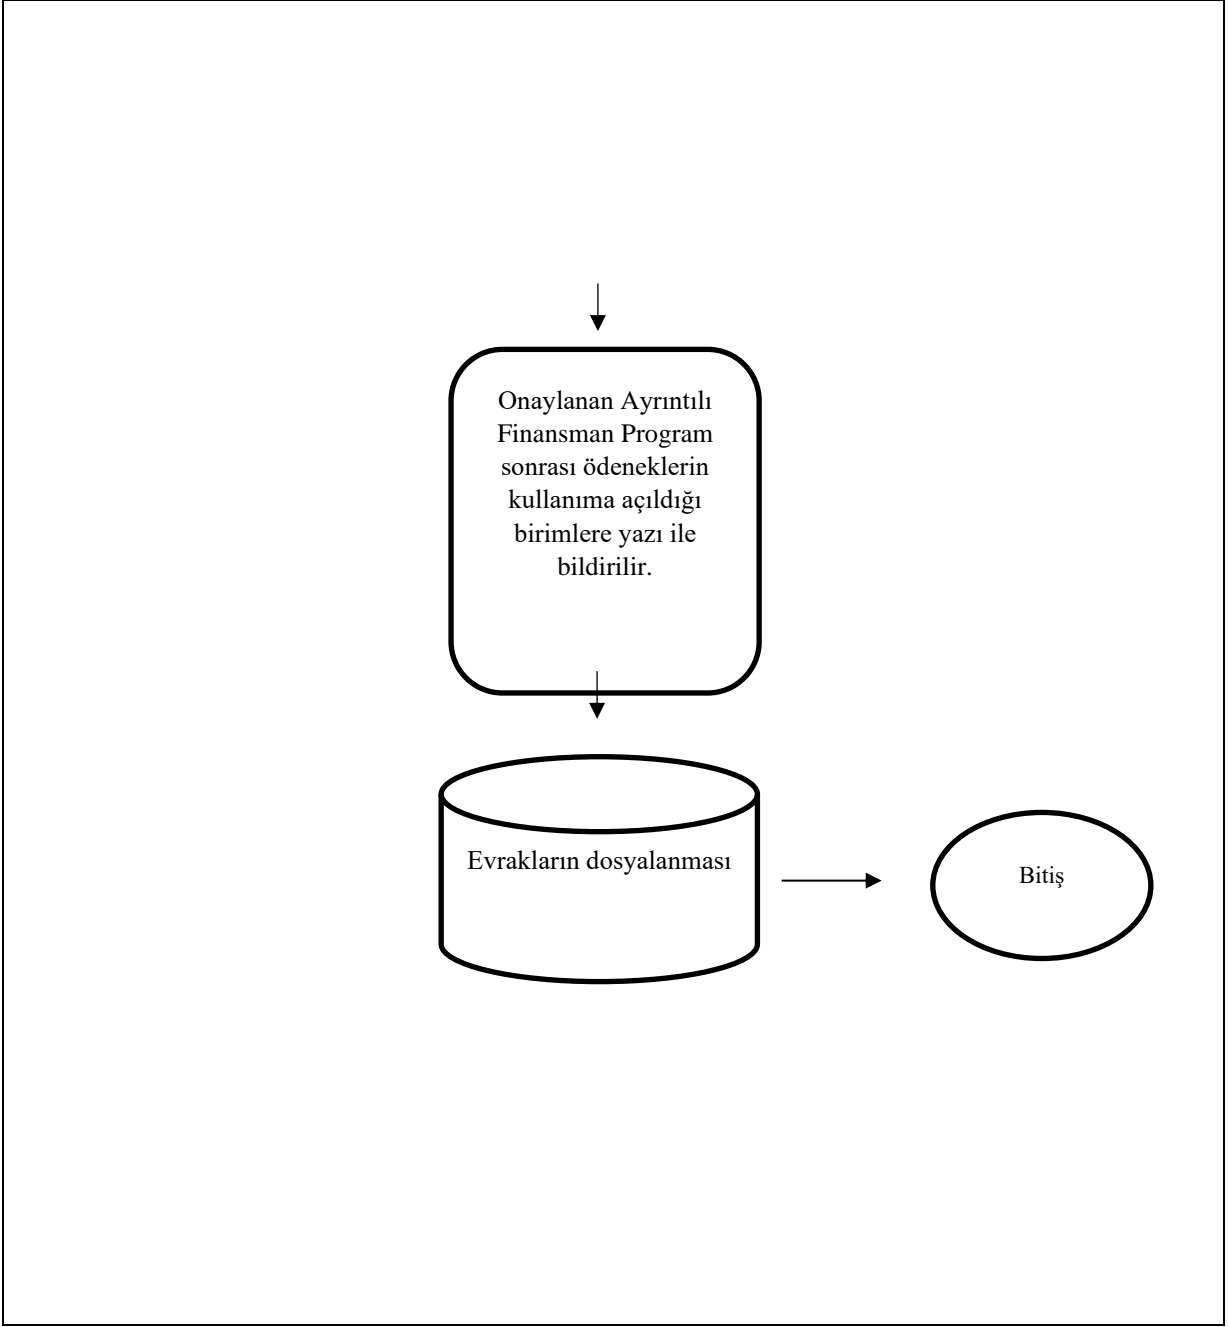 Onaylanan Ayrıntılı
Finansman Program
sonrası ödeneklerin
kullanıma açıldığı
birimlere yazı ile
bildirilir.
Evrakların dosyalanması
Bitiş